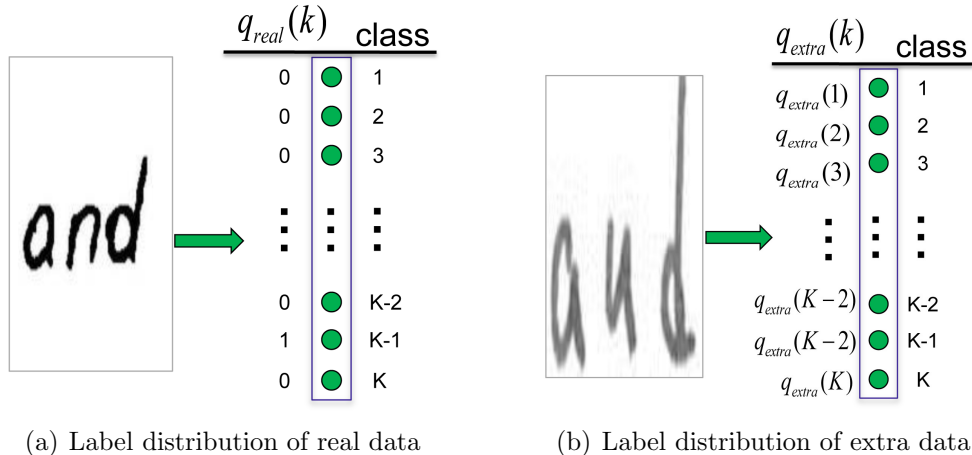 q_real(k) class
0 1
0 2
0 3
⋮ ⋮ ⋮
0 K-2
1 K-1
0 K
and
(a) Label distribution of real data
q_extra(k) class
q_extra(1) 1
q_extra(2) 2
q_extra(3) 3
⋮ ⋮ ⋮
q_extra(K-2) K-2
q_extra(K-2) K-1
q_extra(K) K
a u d
(b) Label distribution of extra data